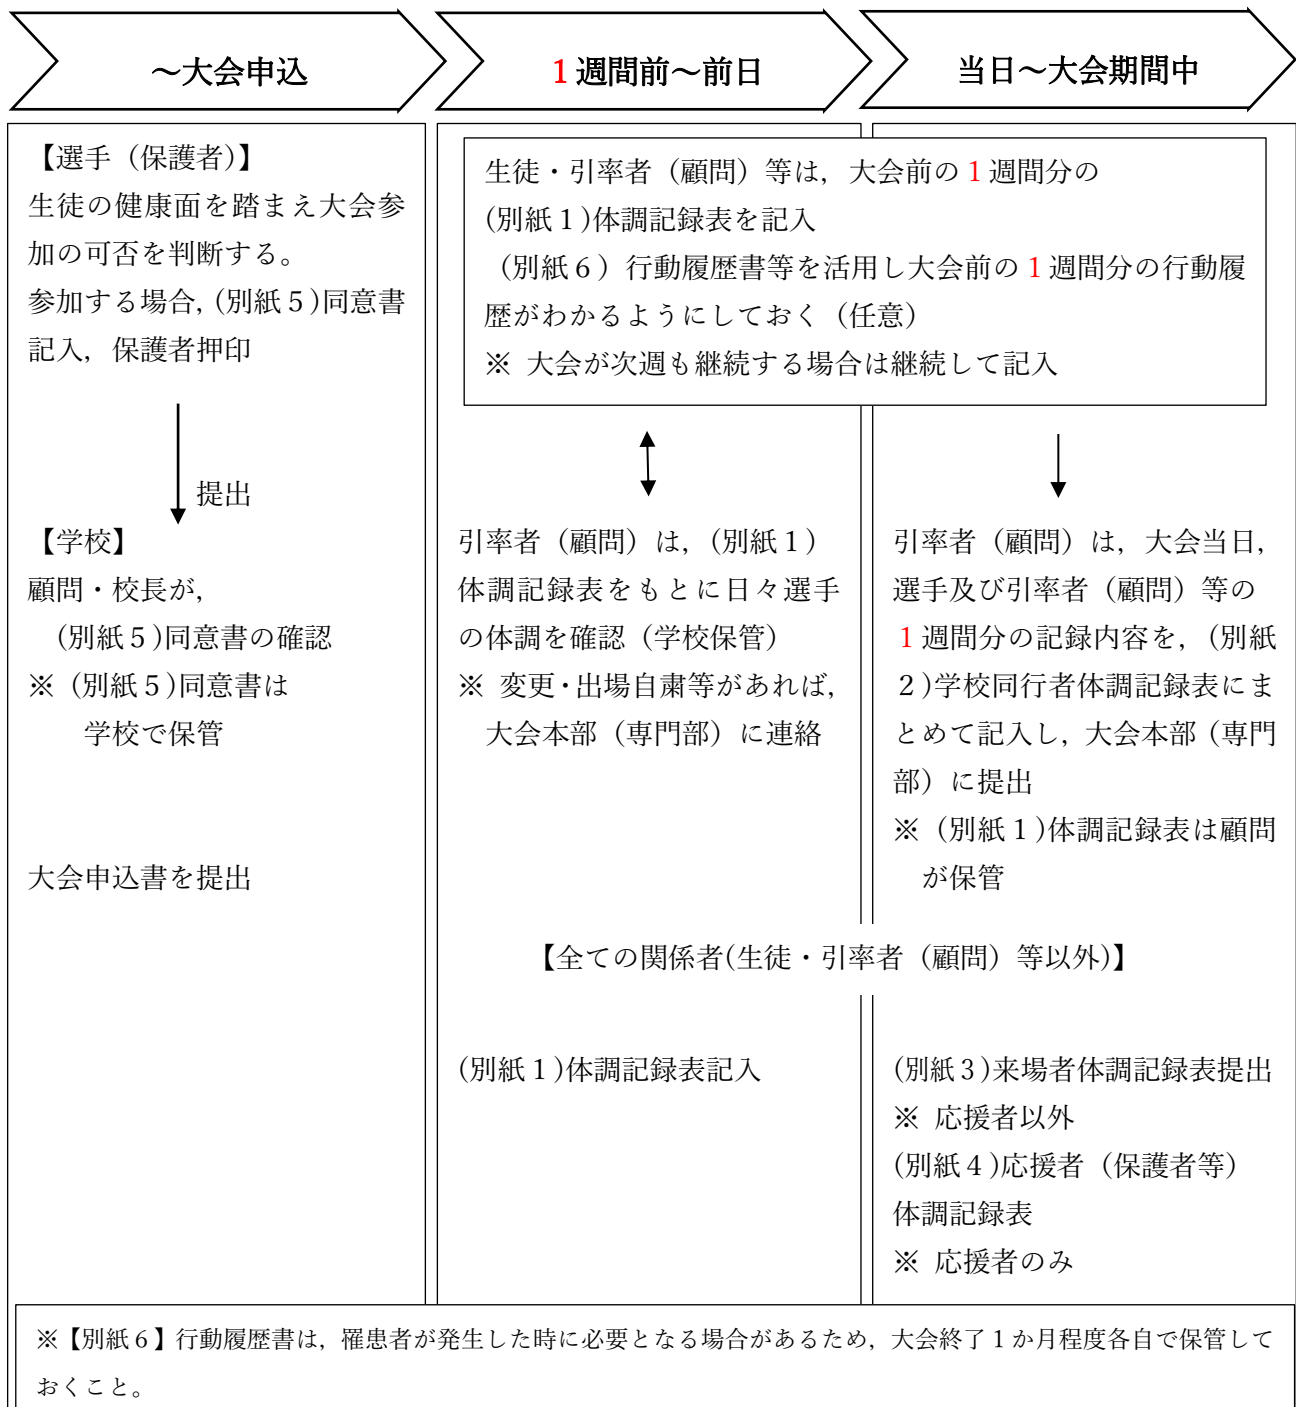 ～大会申込
1週間前～前日
当日～大会期間中
【選手（保護者）】
生徒の健康面を踏まえ大会参
加の可否を判断する。
参加する場合，(別紙５)同意書
記入，保護者押印
提出
【学校】
顧問・校長が，
(別紙５)同意書の確認
※（別紙５)同意書は
学校で保管
大会申込書を提出
生徒・引率者（顧問）等は，大会前の１週間分の
(別紙１)体調記録表を記入
（別紙６）行動履歴書等を活用し大会前の１週間分の行動履
歴がわかるようにしておく（任意）
※ 大会が次週も継続する場合は継続して記入
引率者（顧問）は，（別紙１）
体調記録表をもとに日々選手
の体調を確認（学校保管）
※ 変更・出場自粛等があれば，
大会本部（専門部）に連絡
引率者（顧問）は，大会当日，
選手及び引率者（顧問）等の
１週間分の記録内容を，（別紙
２)学校同行者体調記録表にま
とめて記入し，大会本部（専門
部）に提出
※（別紙１)体調記録表は顧問
が保管
【全ての関係者(生徒・引率者（顧問）等以外)】
(別紙１)体調記録表記入
(別紙３)来場者体調記録表提出
※ 応援者以外
(別紙４)応援者（保護者等）
体調記録表
※ 応援者のみ
※【別紙６】行動履歴書は，罹患者が発生した時に必要となる場合があるため，大会終了１か月程度各自で保管して
おくこと。